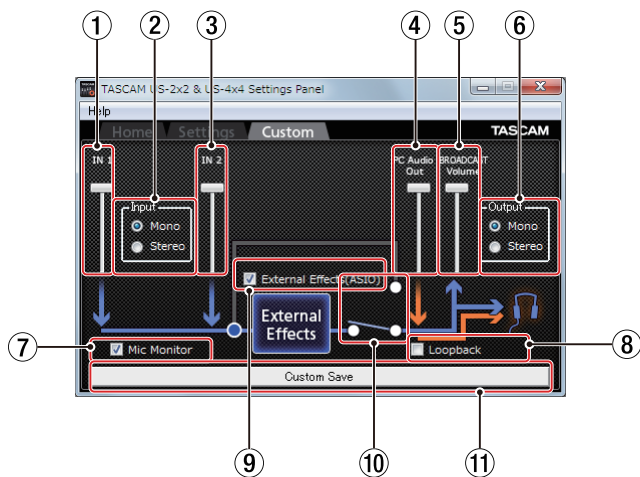 1
2
3
4
5
6
TASCAM US-2x2 & US-4x4 Settings Panel
Help
Home
Settings
Custom
TASCAM
IN 1
IN 2
PC Audio
Out
BROADCAST
Volume
Input
Mono
Stereo
Output
Mono
Stereo
External Effects(ASIO)
External
Effects
7
Mic Monitor
Loopback
8
Custom Save
9
10
11